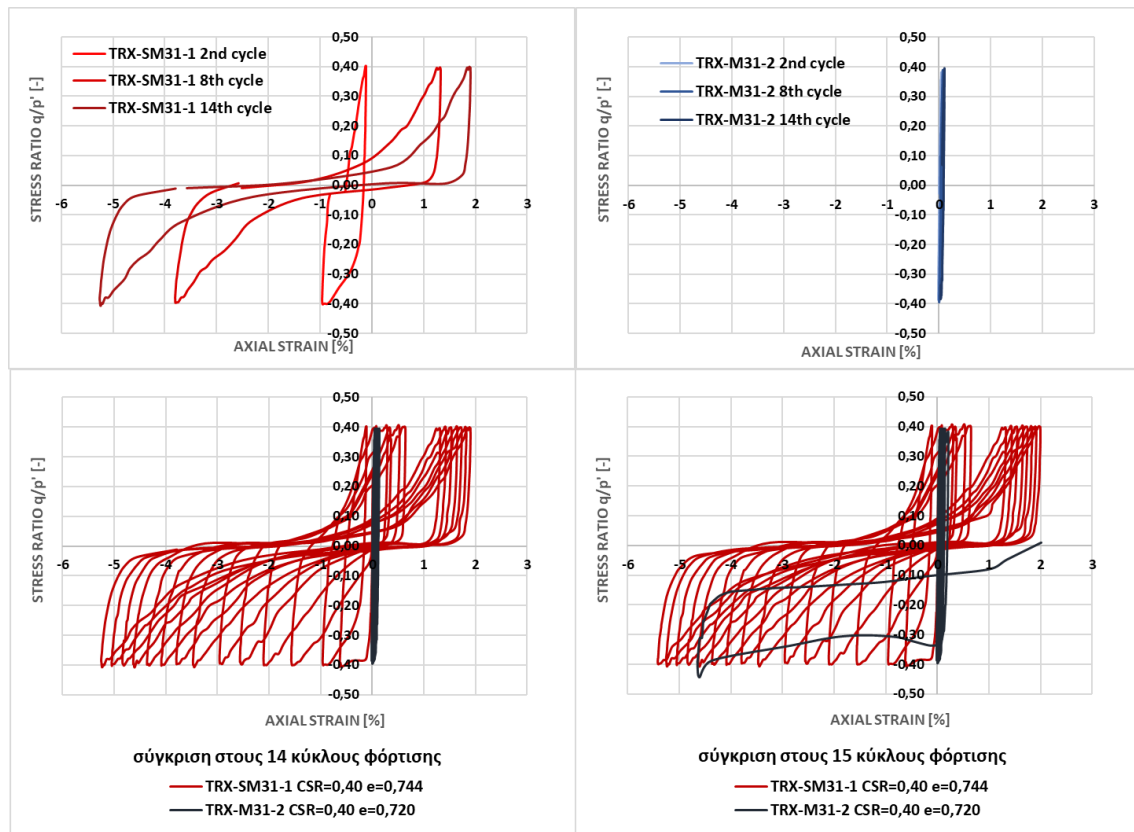 TRX-SM31-1 2nd cycle
TRX-SM31-1 8th cycle
TRX-SM31-1 14th cycle
STRESS RATIO q/p' [-]
0,50
0,40
0,30
0,20
0,10
0,00
-0,10
-0,20
-0,30
-0,40
-0,50
-6 -5 -4 -3 -2 -1 0 1 2 3
AXIAL STRAIN [%]
TRX-M31-2 2nd cycle
TRX-M31-2 8th cycle
TRX-M31-2 14th cycle
STRESS RATIO q/p' [-]
0,50
0,40
0,30
0,20
0,10
0,00
-0,10
-0,20
-0,30
-0,40
-0,50
-6 -5 -4 -3 -2 -1 0 1 2 3
AXIAL STRAIN [%]
STRESS RATIO q/p' [-]
0,50
0,40
0,30
0,20
0,10
0,00
-0,10
-0,20
-0,30
-0,40
-0,50
-6 -5 -4 -3 -2 -1 0 1 2 3
AXIAL STRAIN [%]
σύγκριση στους 14 κύκλους φόρτισης
TRX-SM31-1 CSR=0,40 e=0,744
TRX-M31-2 CSR=0,40 e=0,720
STRESS RATIO q/p' [-]
0,50
0,40
0,30
0,20
0,10
0,00
-0,10
-0,20
-0,30
-0,40
-0,50
-6 -5 -4 -3 -2 -1 0 1 2 3
AXIAL STRAIN [%]
σύγκριση στους 15 κύκλους φόρτισης
TRX-SM31-1 CSR=0,40 e=0,744
TRX-M31-2 CSR=0,40 e=0,720